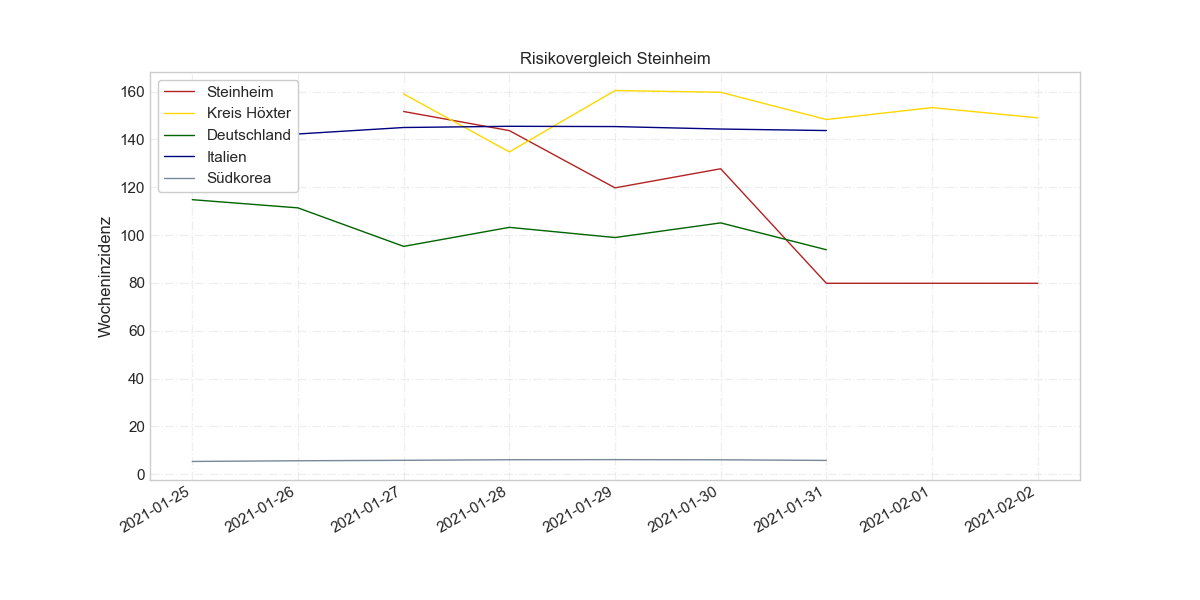 Risikovergleich Steinheim
Steinheim
Kreis Höxter
Deutschland
Italien
Südkorea
Wocheninzidenz
160
140
120
100
80
60
40
20
0
2021-01-25
2021-01-26
2021-01-27
2021-01-28
2021-01-29
2021-01-30
2021-01-31
2021-02-01
2021-02-02